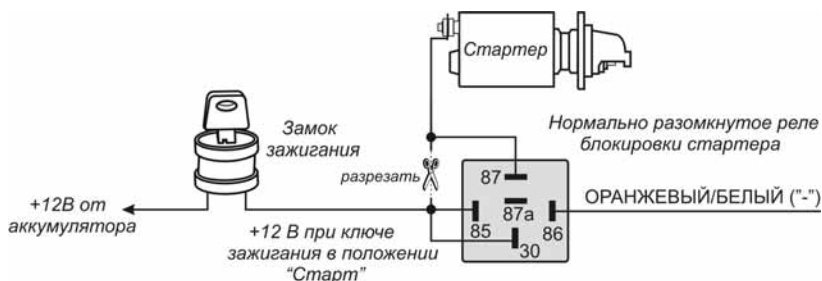 Стартер
Замок
зажигания
Нормально разомкнутое реле
блокировки стартера
разрезать
87
87а
85
86
30
ОРАНЖЕВЫЙ/БЕЛЫЙ ("-")
+12В от
аккумулятора
+12 В при ключе
зажигания в положении
“Старт”